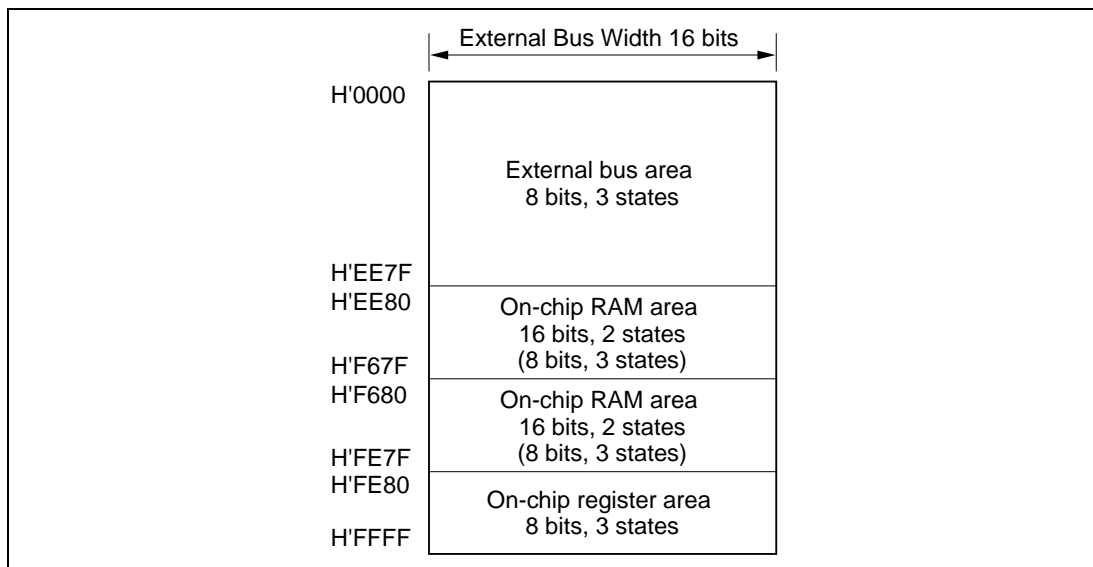 External Bus Width 16 bits
H'0000
External bus area
8 bits, 3 states
H'EE7F
H'EE80
On-chip RAM area
16 bits, 2 states
(8 bits, 3 states)
H'F67F
H'F680
On-chip RAM area
16 bits, 2 states
(8 bits, 3 states)
H'FE7F
H'FE80
On-chip register area
8 bits, 3 states
H'FFFF